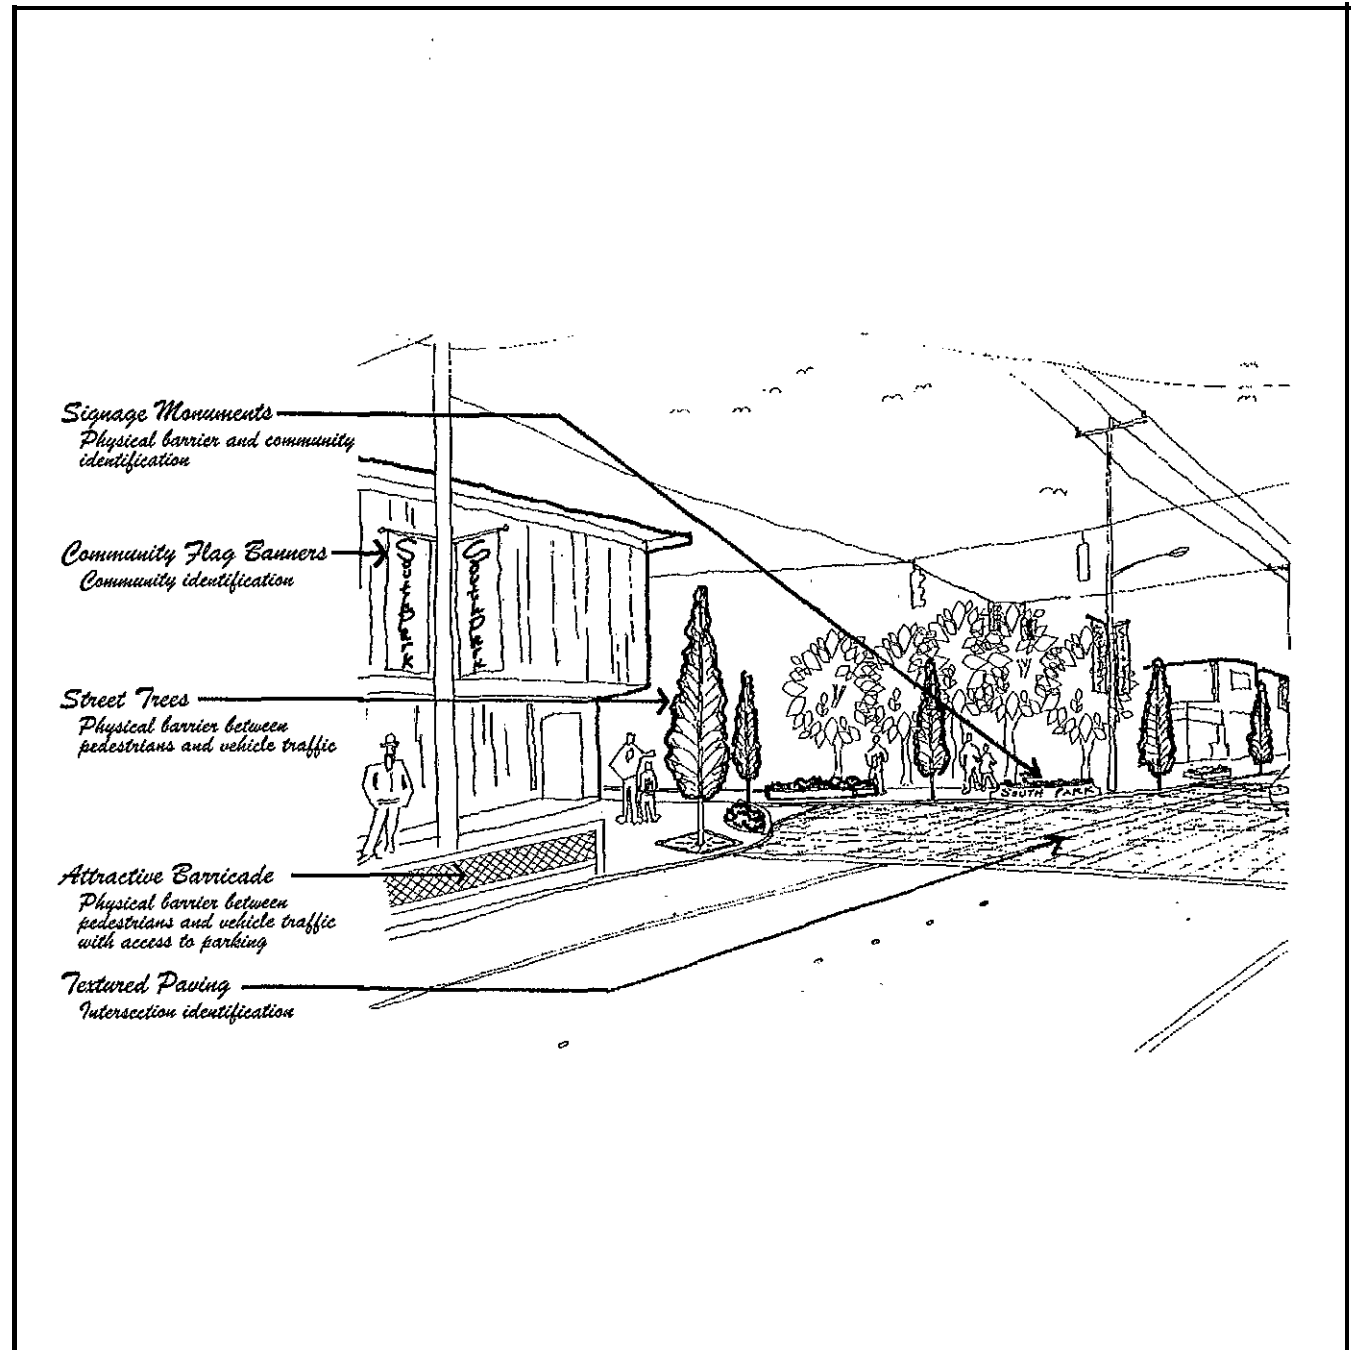 Signage Monuments
Physical barrier and community
identification
Community Flag Banners
Community identification
South Park
South Park
Street Trees
Physical barrier between
pedestrians and vehicle traffic
SOUTH PARK
Attractive Barricade
Physical barrier between
pedestrians and vehicle traffic
with access to parking
Textured Paving
Intersection identification